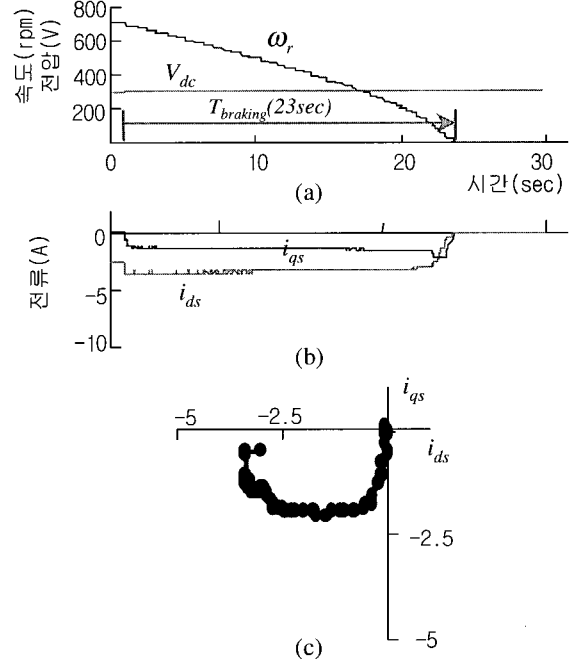 속도(rpm)
전압(V)
800
600
400
200
ω_r
V_dc
T_braking(23sec)
0 10 20 30
시간(sec)
(a)
전류(A)
0
-5
-10
i_qs
i_ds
(b)
i_qs
-5 -2.5
i_ds
-2.5
-5
(c)